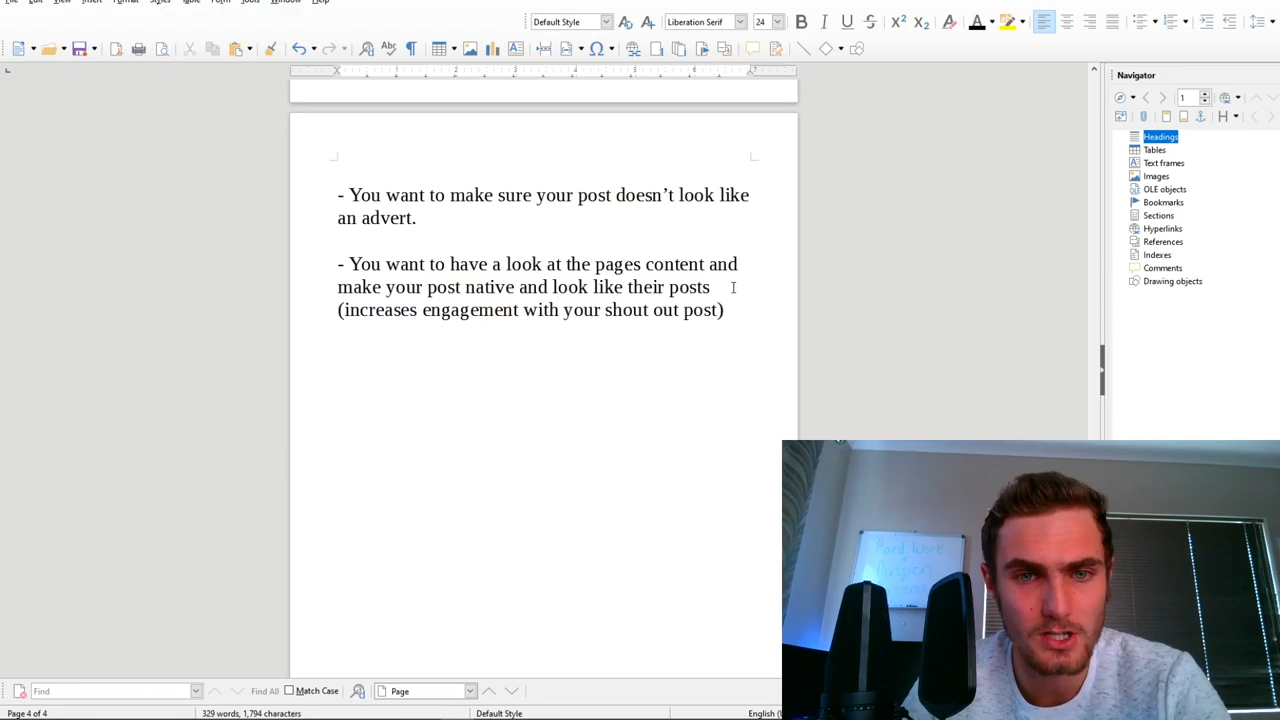 Default Style
Liberation Serif
24
Navigator
1
Headings
Tables
Text frames
Images
OLE objects
Bookmarks
Sections
Hyperlinks
References
Indexes
Comments
Drawing objects
- You want to make sure your post doesn’t look like
an advert.
- You want to have a look at the pages content and
make your post native and look like their posts
(increases engagement with your shout out post)
Hard Work
Passion
Find
Find All
Match Case
Page
Page 4 of 4
329 words, 1,794 characters
Default Style
English (U